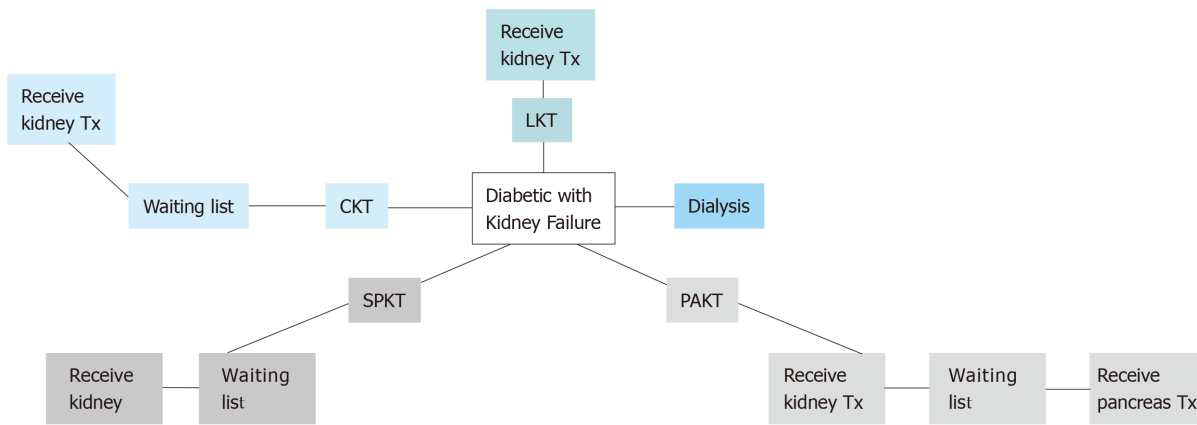 Receive
kidney Tx
LKT
Receive
kidney Tx
Waiting list
CKT
Diabetic with
Kidney Failure
Dialysis
SPKT
PAKT
Receive
kidney
Waiting
list
Receive
kidney Tx
Waiting
list
Receive
pancreas Tx